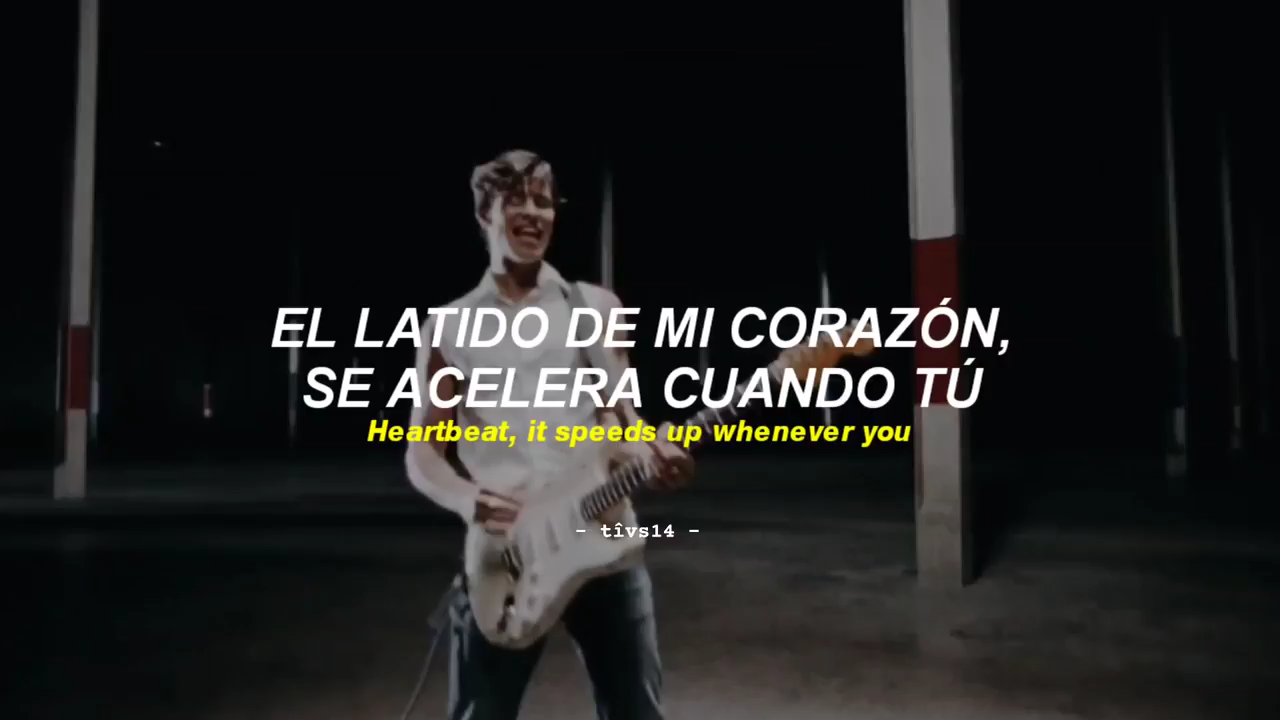 EL LATIDO DE MI CORAZÓN,
SE ACELERA CUANDO TÚ
Heartbeat, it speeds up whenever you
- tîvs14 -